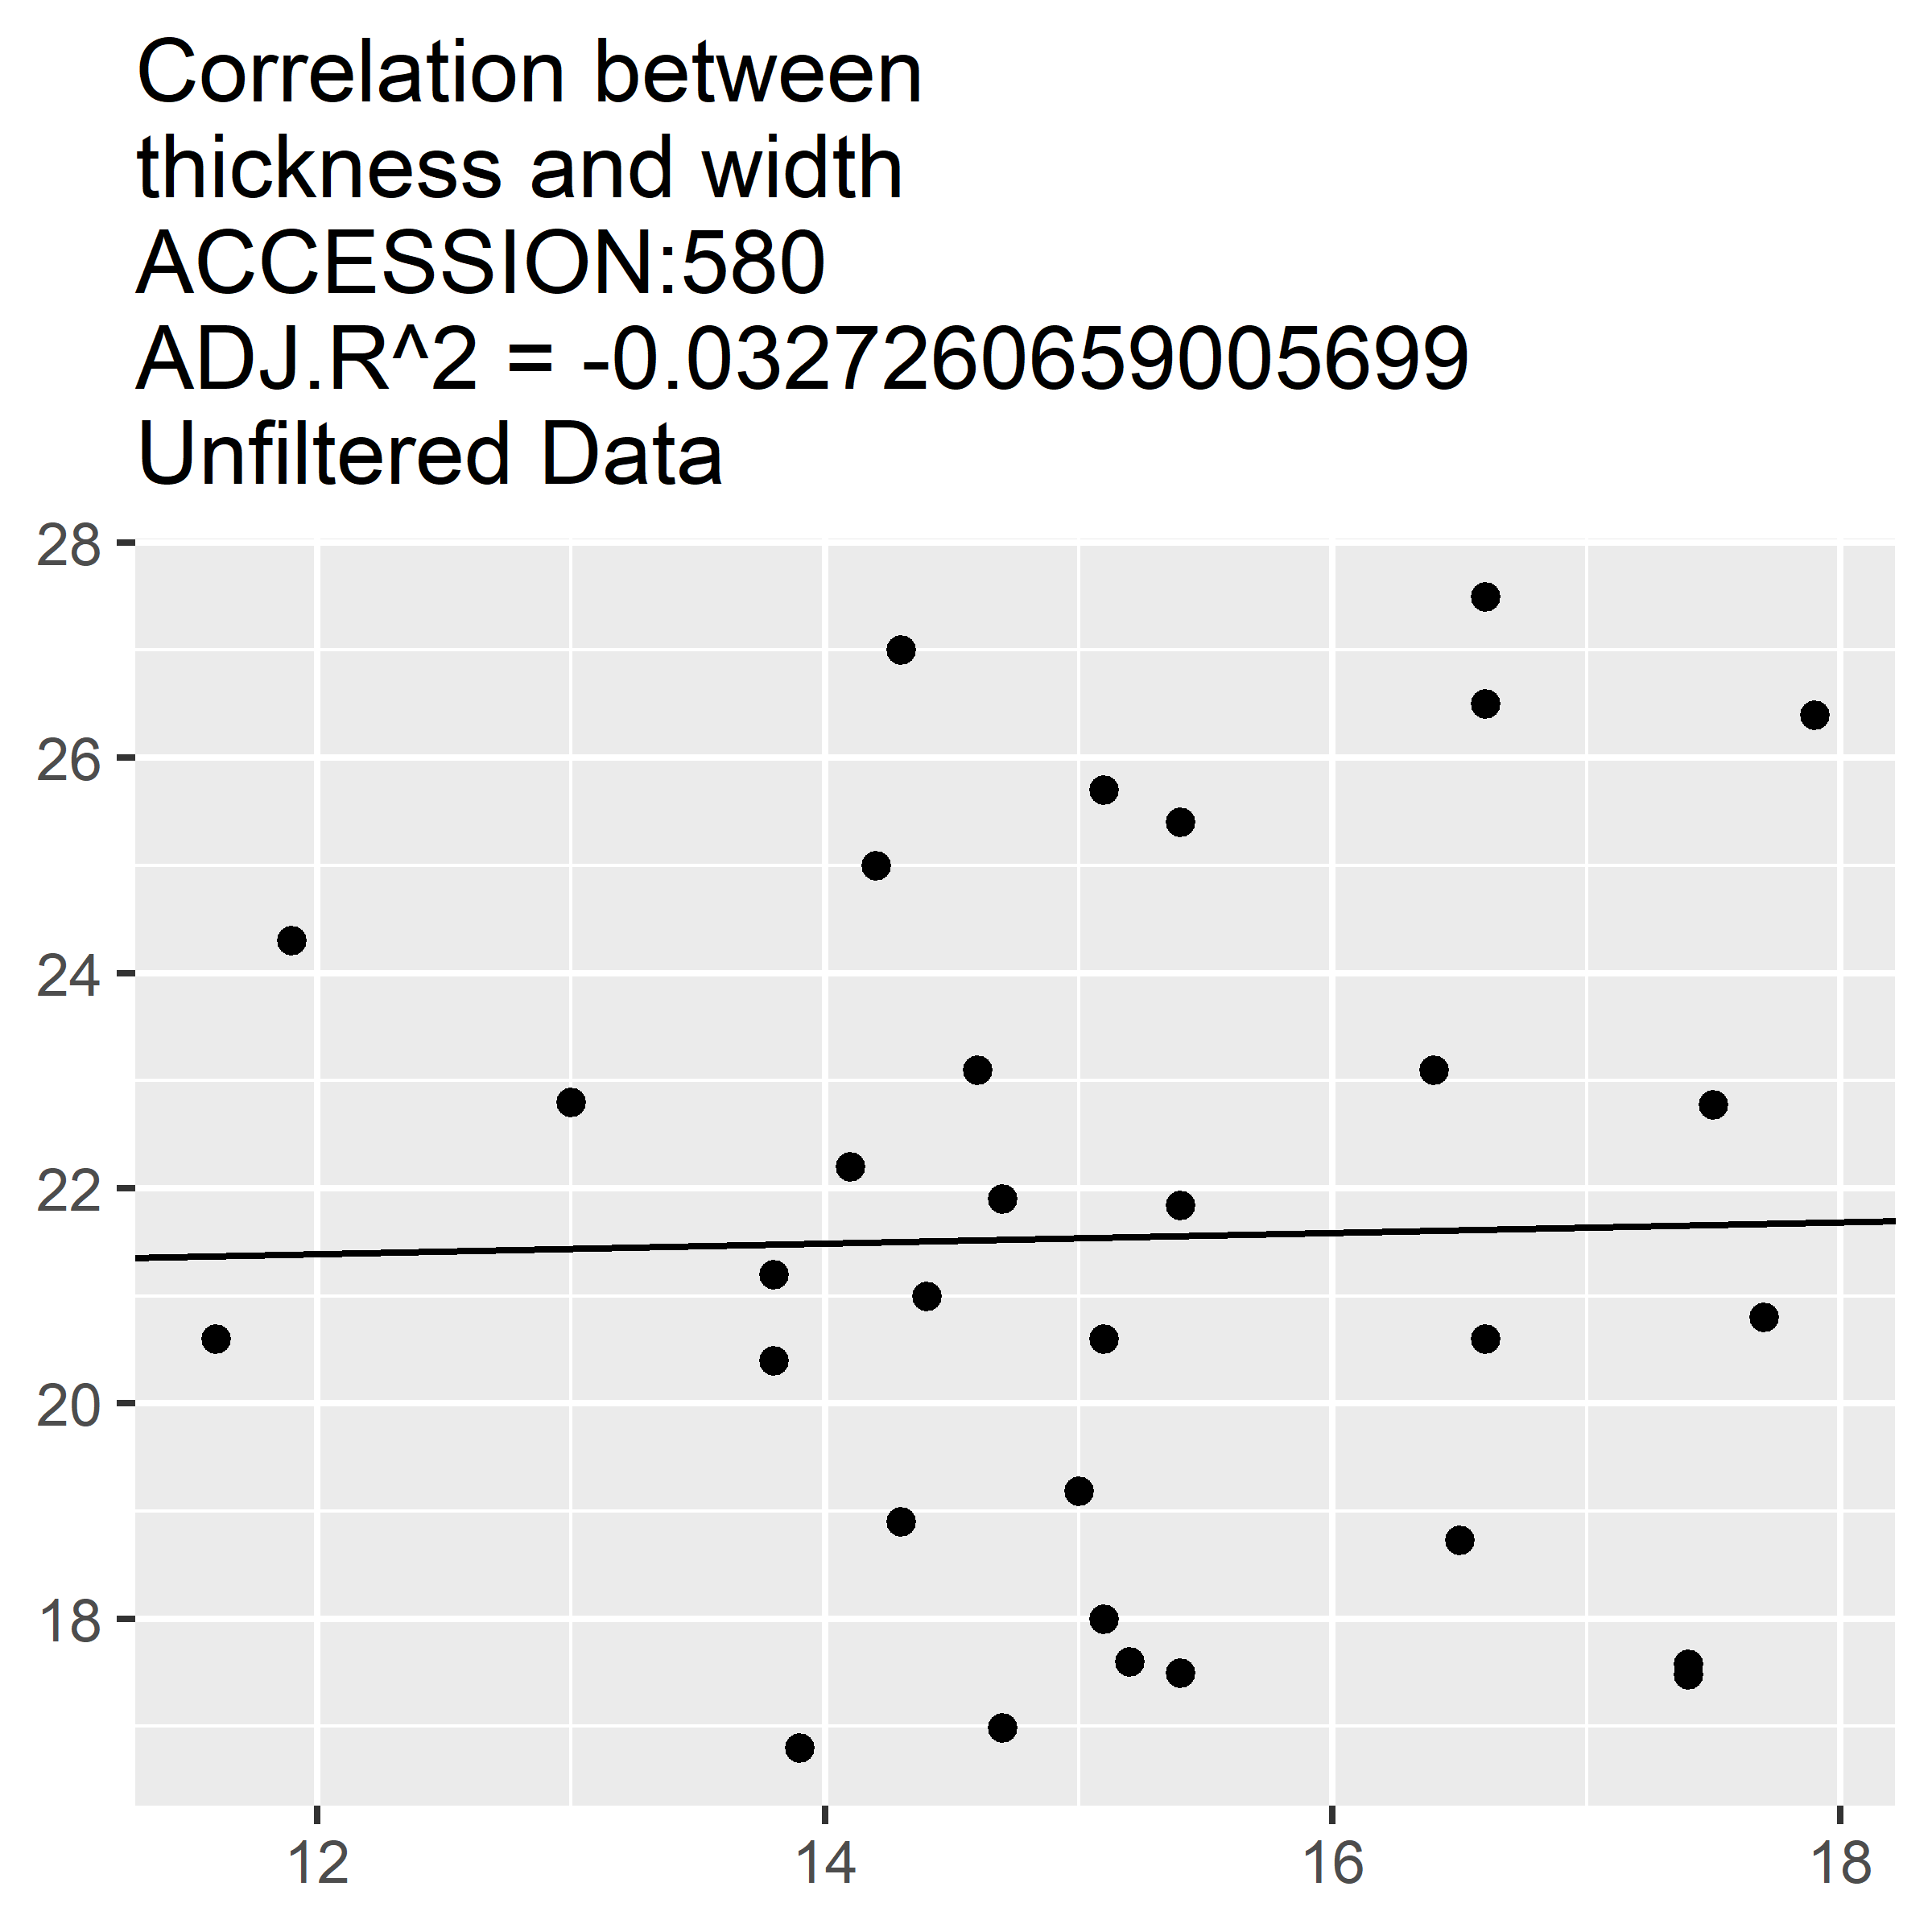 Correlation between
thickness and width
ACCESSION:580
ADJ.R^2 = -0.0327260659005699
Unfiltered Data
28
26
24
22
20
18
12 14 16 18